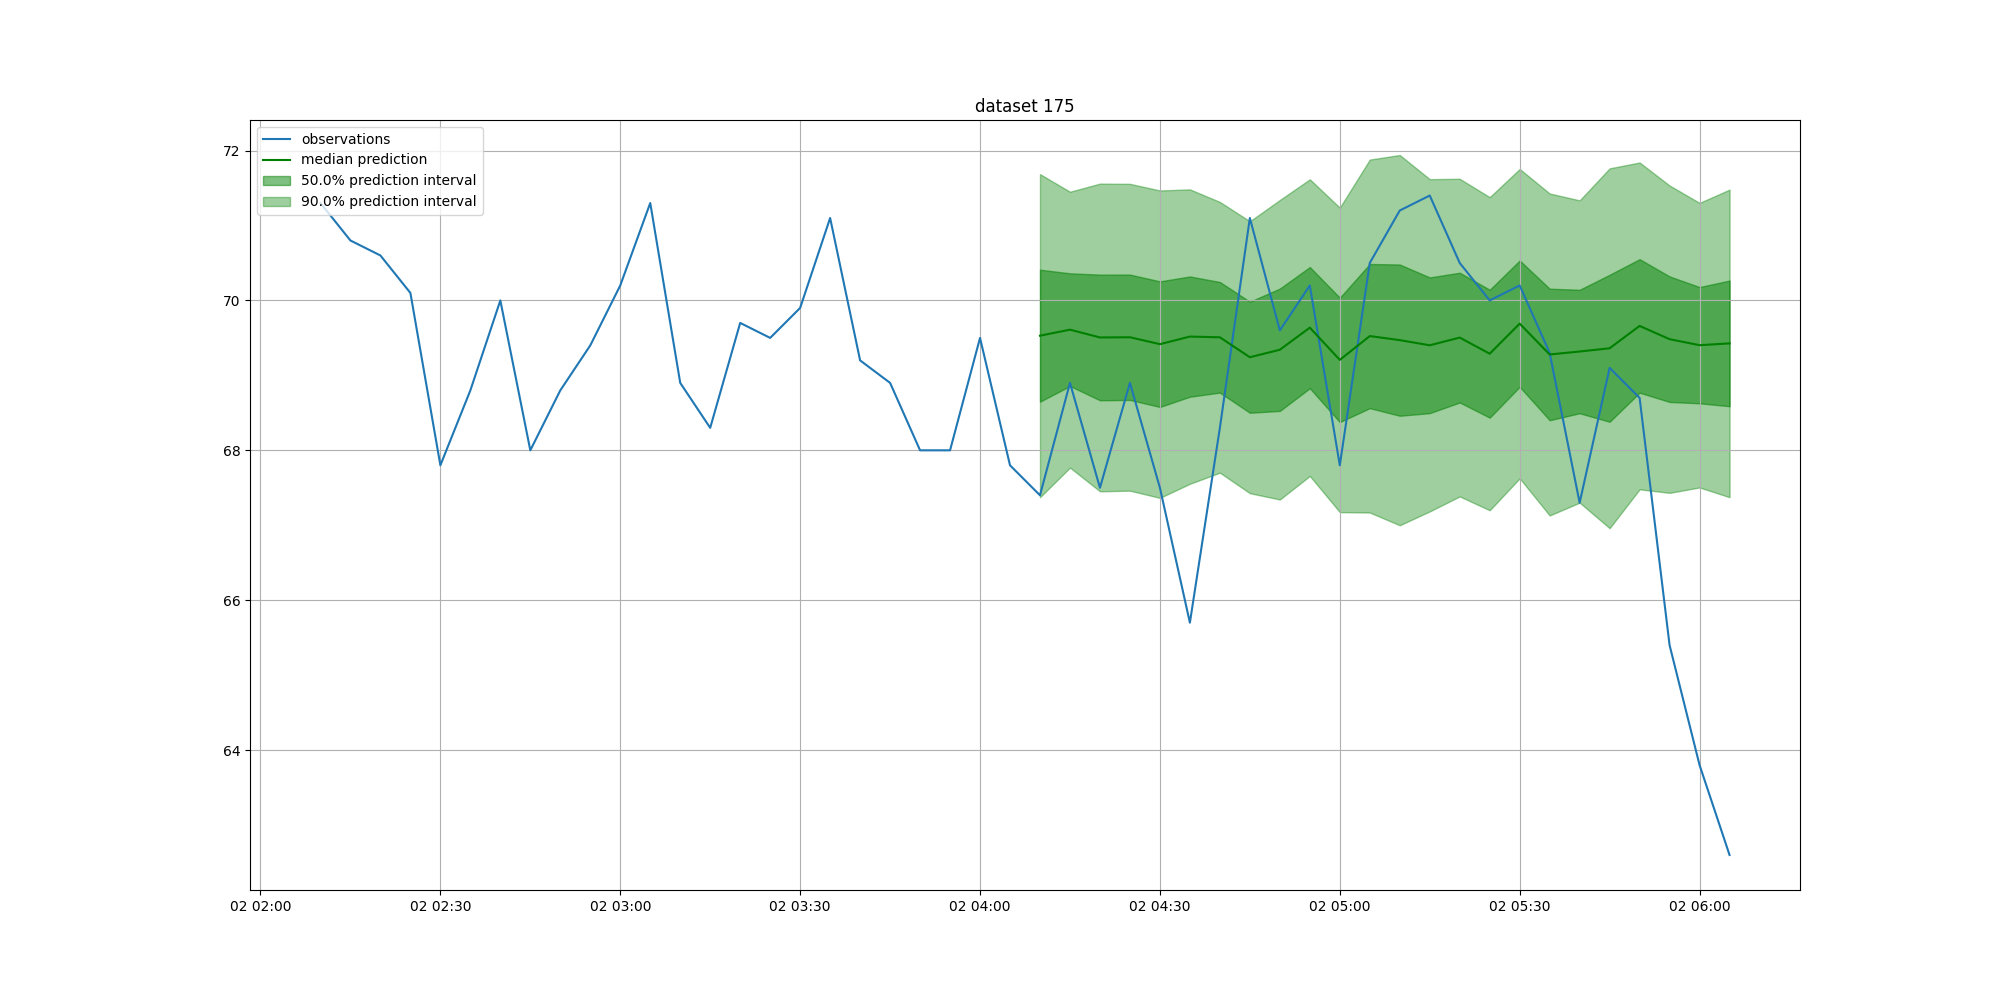 dataset 175
observations
median prediction
50.0% prediction interval
90.0% prediction interval
72
70
68
66
64
02 02:00 02 02:30 02 03:00 02 03:30 02 04:00 02 04:30 02 05:00 02 05:30 02 06:00